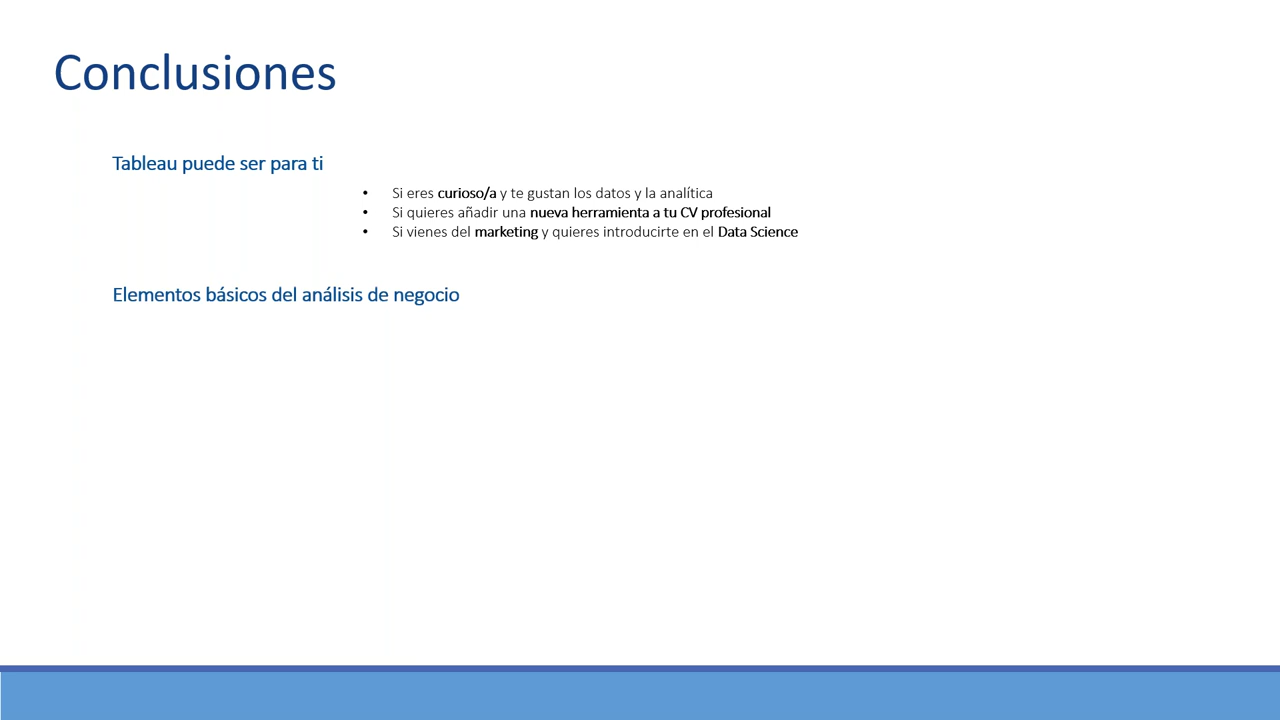 Conclusiones
Tableau puede ser para ti
• Si eres curioso/a y te gustan los datos y la analítica
• Si quieres añadir una nueva herramienta a tu CV profesional
• Si vienes del marketing y quieres introducirte en el Data Science
Elementos básicos del análisis de negocio